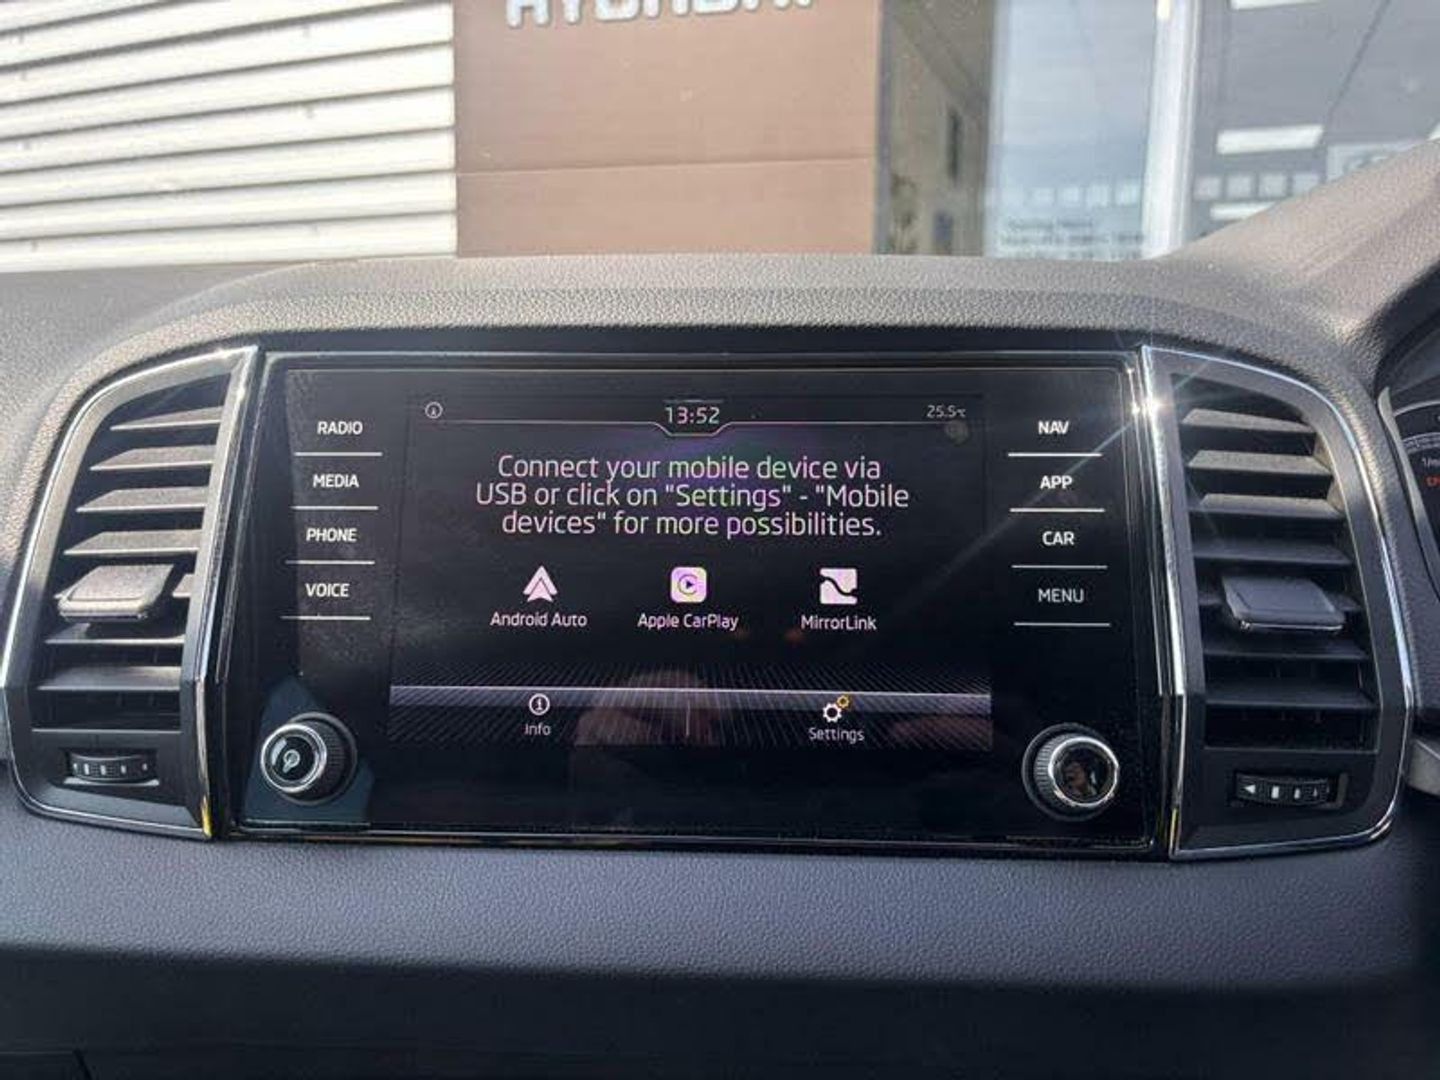 HYUNDAI
13:52
25.5°C
RADIO
MEDIA
PHONE
VOICE
Connect your mobile device via
USB or click on "Settings" - "Mobile
devices" for more possibilities.
Android Auto
Apple CarPlay
MirrorLink
Info
Settings
NAV
APP
CAR
MENU